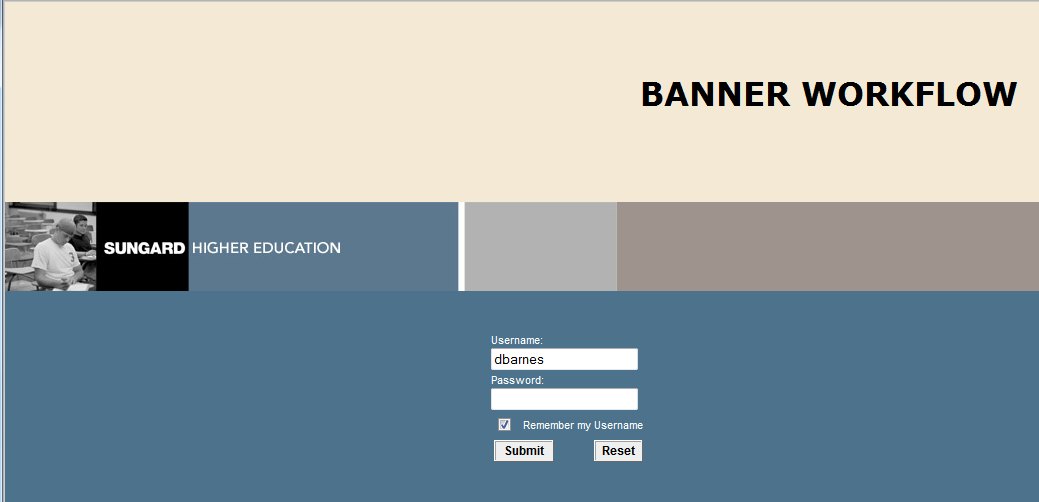 BANNER WORKFLOW
SUNGARD HIGHER EDUCATION
Username:
dbarnes
Password:
Remember my Username
Submit Reset